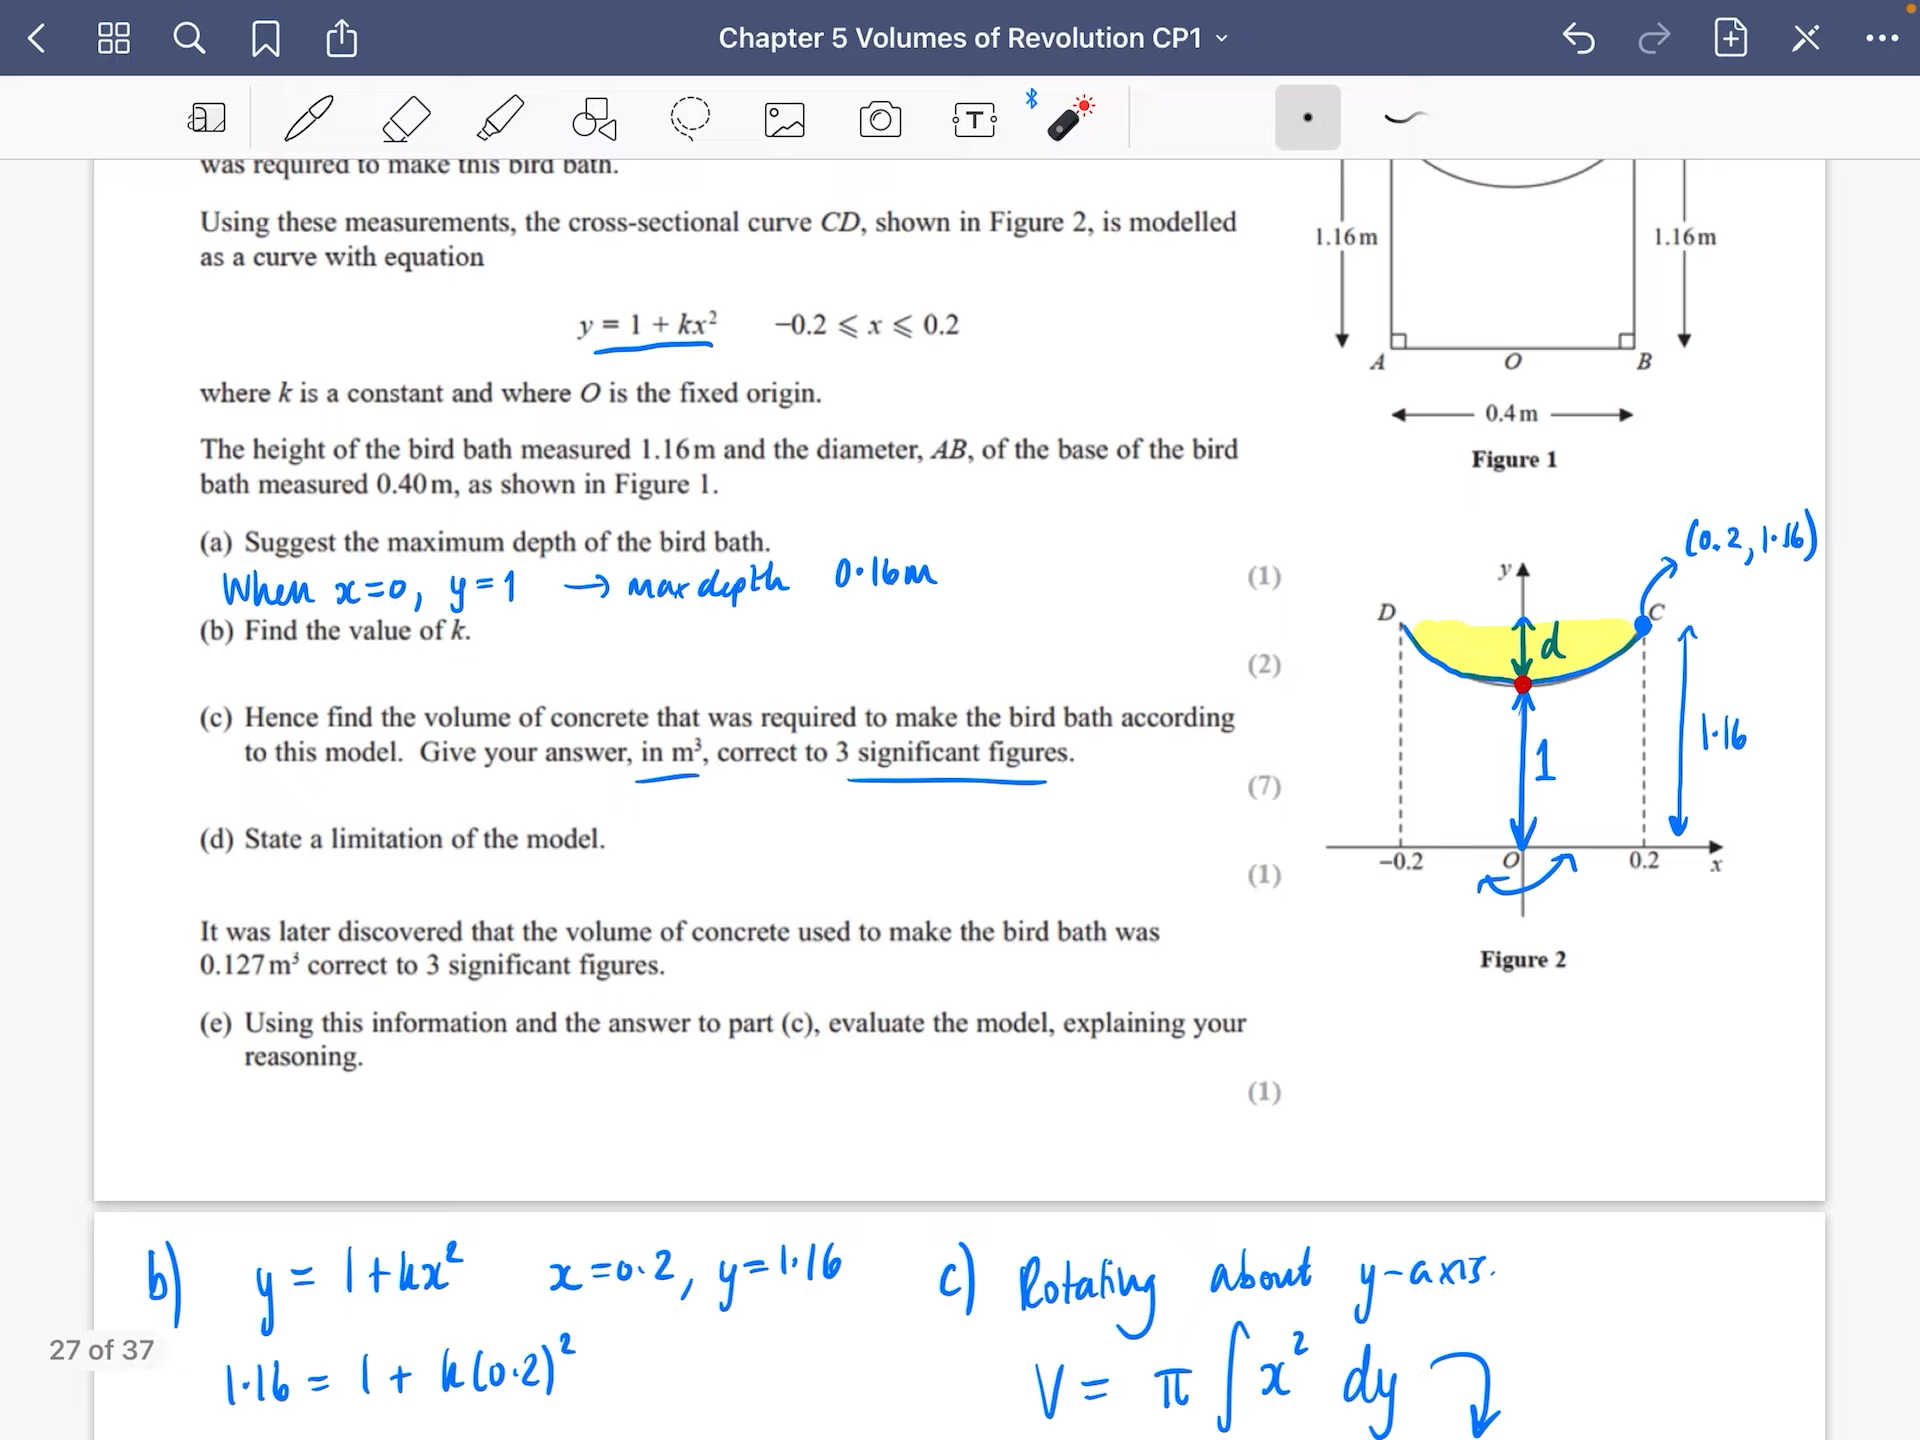 Chapter 5 Volumes of Revolution CP1
was required to make this bird bath.
Using these measurements, the cross-sectional curve CD, shown in Figure 2, is modelled
as a curve with equation
y = 1 + kx² −0.2 ⩽ x ⩽ 0.2
where k is a constant and where O is the fixed origin.
The height of the bird bath measured 1.16 m and the diameter, AB, of the base of the bird
bath measured 0.40 m, as shown in Figure 1.
(a) Suggest the maximum depth of the bird bath.
When x=0, y=1 → max depth 0.16m
(1)
(b) Find the value of k.
(2)
(c) Hence find the volume of concrete that was required to make the bird bath according
to this model. Give your answer, in m³, correct to 3 significant figures.
(7)
(d) State a limitation of the model.
(1)
It was later discovered that the volume of concrete used to make the bird bath was
0.127 m³ correct to 3 significant figures.
(e) Using this information and the answer to part (c), evaluate the model, explaining your
reasoning.
(1)
1.16 m 1.16 m
A O B
0.4 m
Figure 1
(0.2, 1.16)
y
D C
d
1
1.16
−0.2 O 0.2 x
Figure 2
b) y = 1+kx² x=0.2, y=1.16
1.16 = 1 + k(0.2)²
c) Rotating about y-axis.
V = π ∫ x² dy
27 of 37